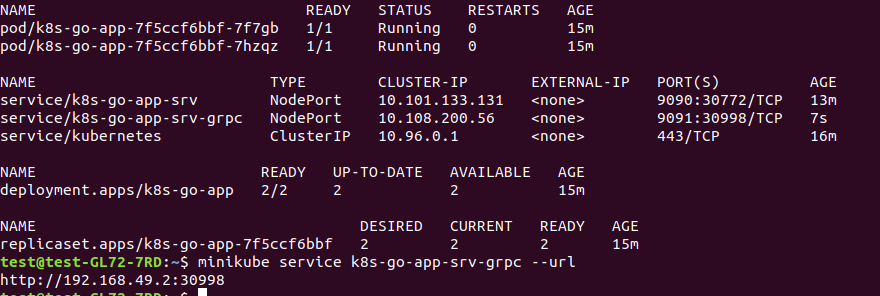 NAME READY STATUS RESTARTS AGE
pod/k8s-go-app-7f5ccf6bbf-7f7gb 1/1 Running 0 15m
pod/k8s-go-app-7f5ccf6bbf-7hzqz 1/1 Running 0 15m
NAME TYPE CLUSTER-IP EXTERNAL-IP PORT(S) AGE
service/k8s-go-app-srv NodePort 10.101.133.131 <none> 9090:30772/TCP 13m
service/k8s-go-app-srv-grpc NodePort 10.108.200.56 <none> 9091:30998/TCP 7s
service/kubernetes ClusterIP 10.96.0.1 <none> 443/TCP 16m
NAME READY UP-TO-DATE AVAILABLE AGE
deployment.apps/k8s-go-app 2/2 2 2 15m
NAME DESIRED CURRENT READY AGE
replicaset.apps/k8s-go-app-7f5ccf6bbf 2 2 2 15m
test@test-GL72-7RD:~$ minikube service k8s-go-app-srv-grpc --url
http://192.168.49.2:30998
test@test-GL72-7RD:~$